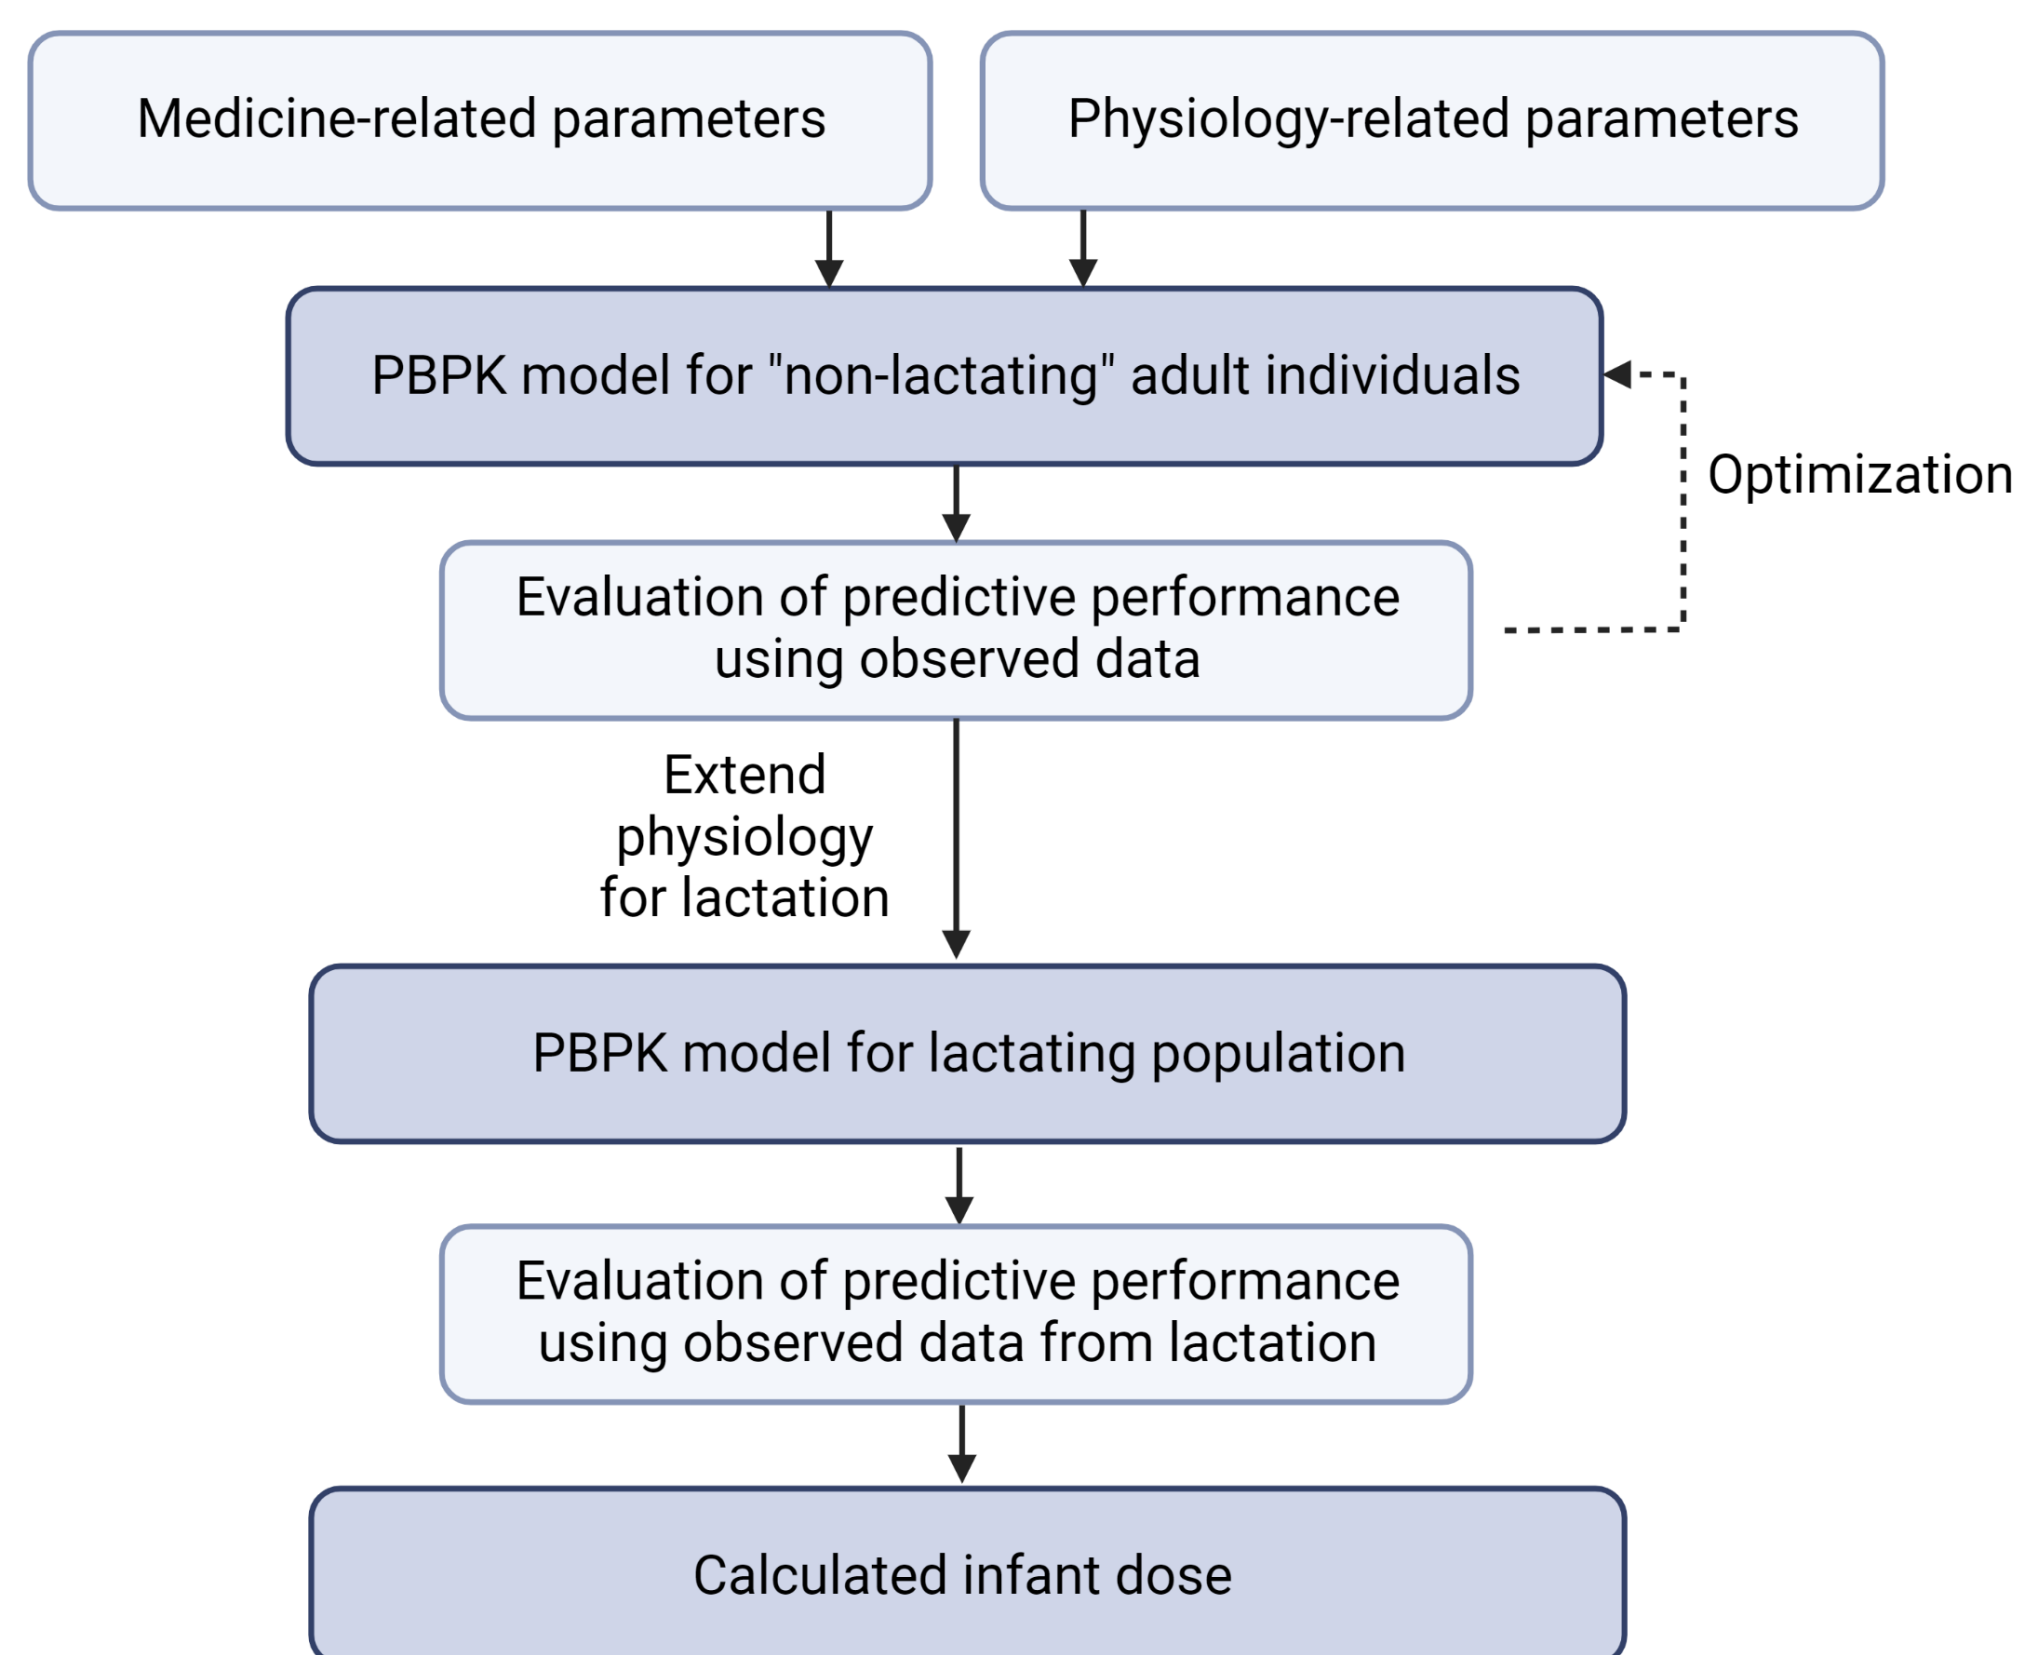 Medicine-related parameters
Physiology-related parameters
PBPK model for "non-lactating" adult individuals
Optimization
Evaluation of predictive performance
using observed data
Extend
physiology
for lactation
PBPK model for lactating population
Evaluation of predictive performance
using observed data from lactation
Calculated infant dose